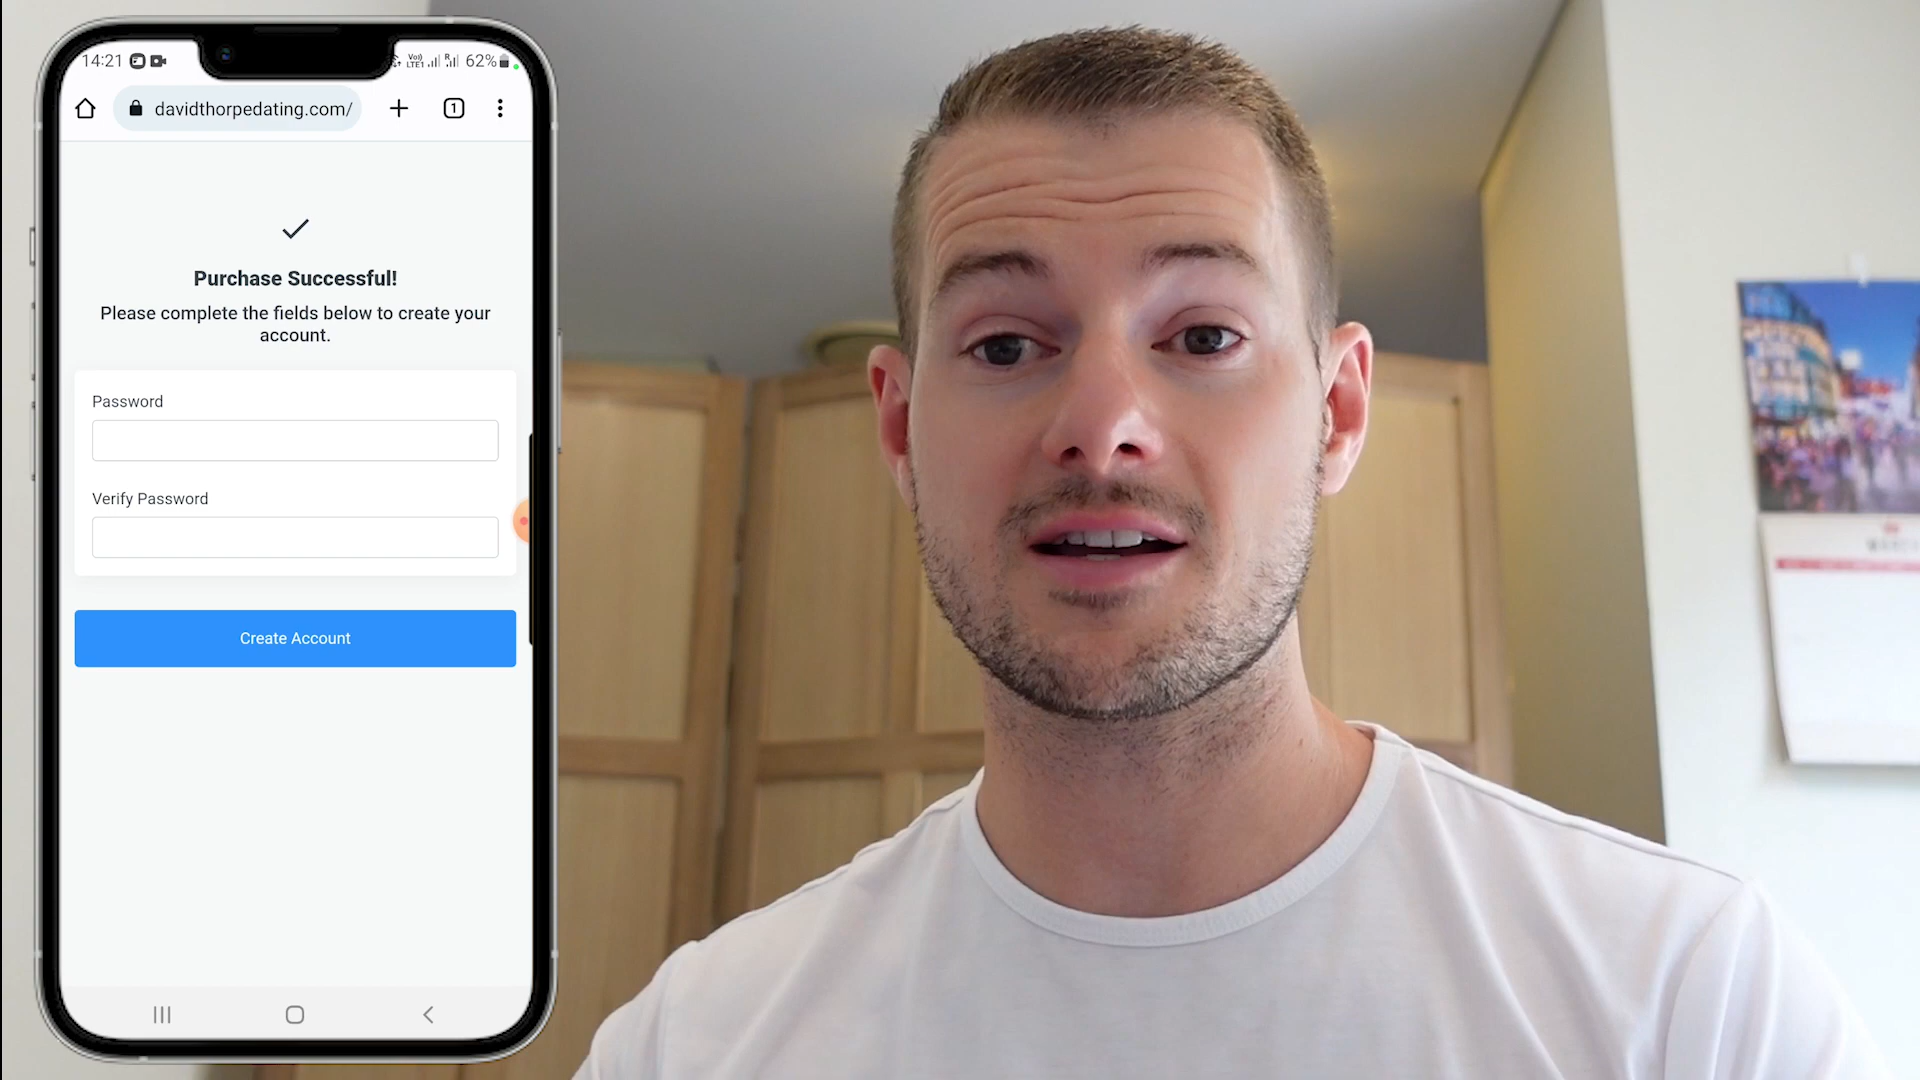 14:21
62%
davidthorpedating.com/
1
Purchase Successful!
Please complete the fields below to create your
account.
Password
Verify Password
Create Account